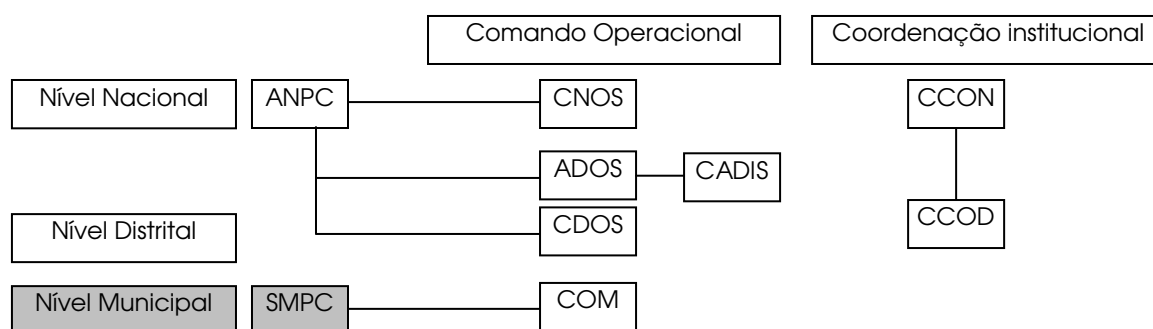 Comando Operacional Coordenação institucional
Nível Nacional ANPC CNOS CCON
ADOS CADIS
Nível Distrital CDOS CCOD
Nível Municipal SMPC COM